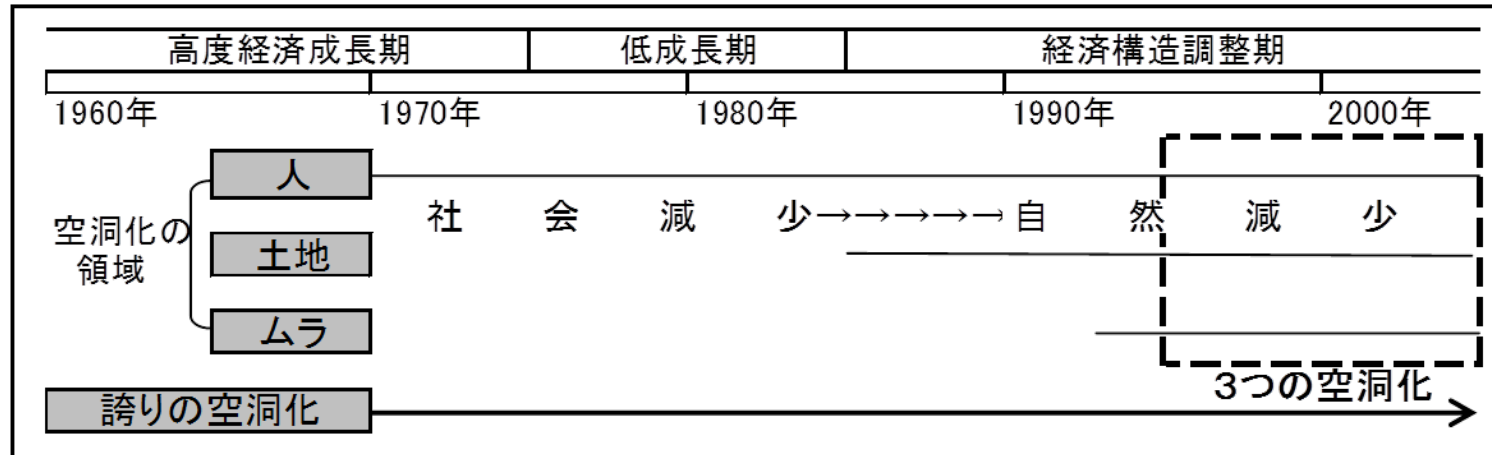 高度経済成長期 低成長期 経済構造調整期
1960年 1970年 1980年 1990年 2000年
人
社会減少→→→→→自然減少
空洞化の
領域
土地
ムラ
3つの空洞化
誇りの空洞化